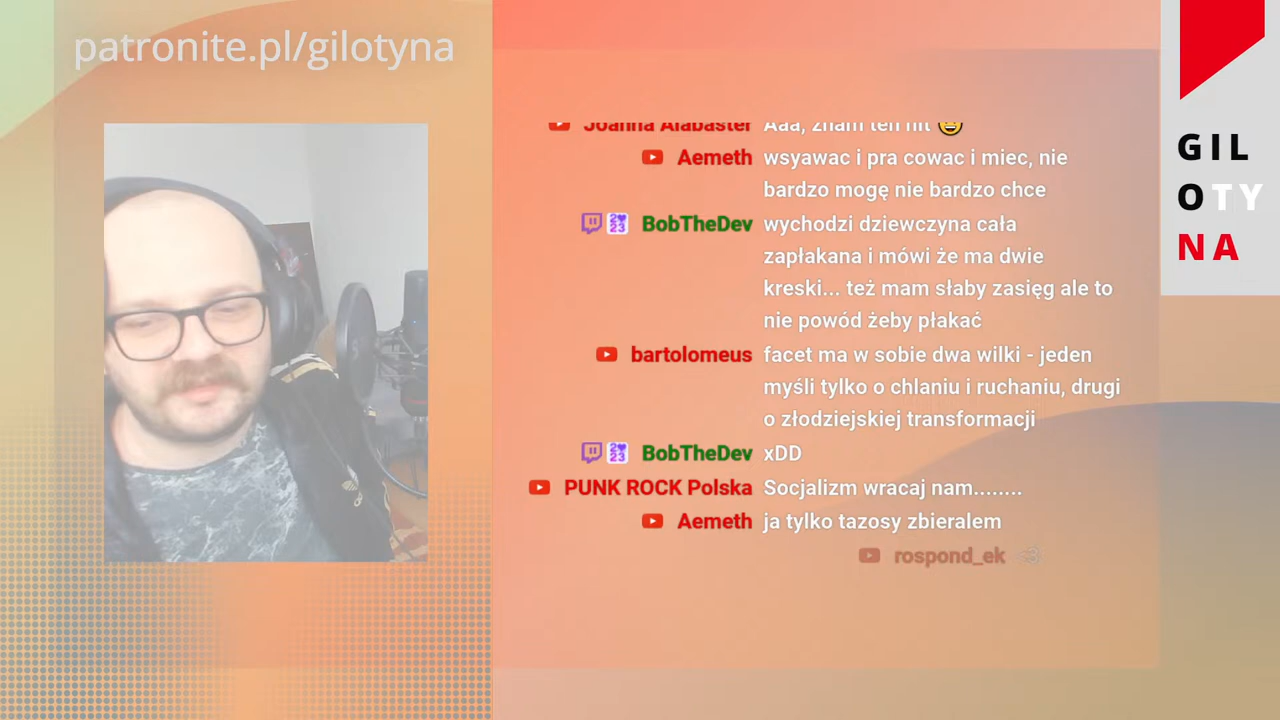 patronite.pl/gilotyna
Joanna Alabaster Aaa, znam ten hit
Aemeth wsyawac i pra cowac i miec, nie
bardzo mogę nie bardzo chce
BobTheDev wychodzi dziewczyna cała
zapłakana i mówi że ma dwie
kreski... też mam słaby zasięg ale to
nie powód żeby płakać
bartolomeus facet ma w sobie dwa wilki - jeden
myśli tylko o chlaniu i ruchaniu, drugi
o złodziejskiej transformacji
BobTheDev xDD
PUNK ROCK Polska Socjalizm wracaj nam........
Aemeth ja tylko tazosy zbieralem
rospond_ek <3
GIL
OTY
NA